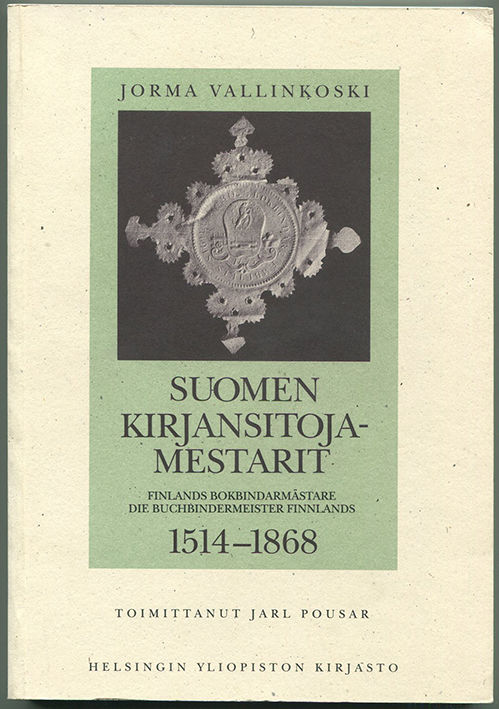 JORMA VALLINKOSKI
SUOMEN
KIRJANSITOJA-
MESTARIT
FINLANDS BOKBINDARMÄSTARE
DIE BUCHBINDERMEISTER FINNLANDS
1514–1868
TOIMITTANUT JARL POUSAR
HELSINGIN YLIOPISTON KIRJASTO